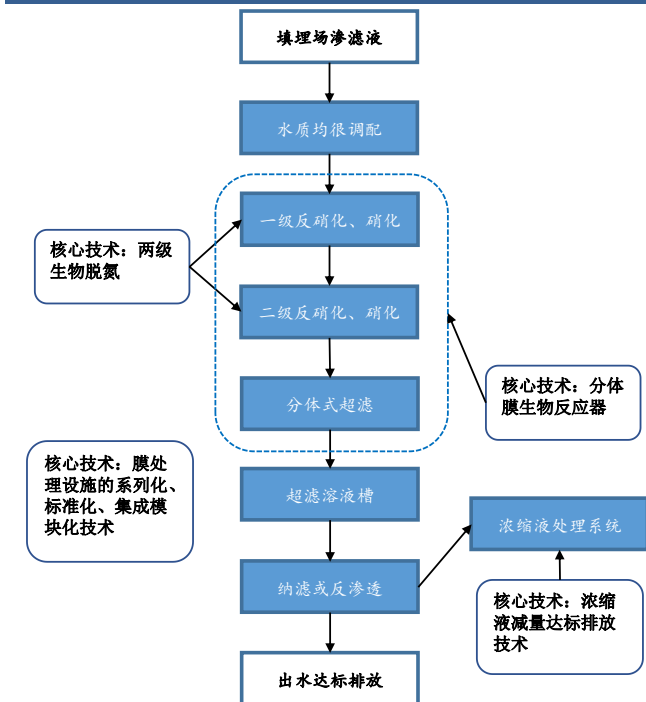 填埋场渗滤液
水质均很调配
一级反硝化、硝化
核心技术：两级
生物脱氮
二级反硝化、硝化
核心技术：分体
膜生物反应器
分体式超滤
核心技术：膜处
理设施的系列化、
标准化、集成模
块化技术
超滤溶液槽
浓缩液处理系统
纳滤或反渗透
核心技术：浓缩
液减量达标排放
技术
出水达标排放